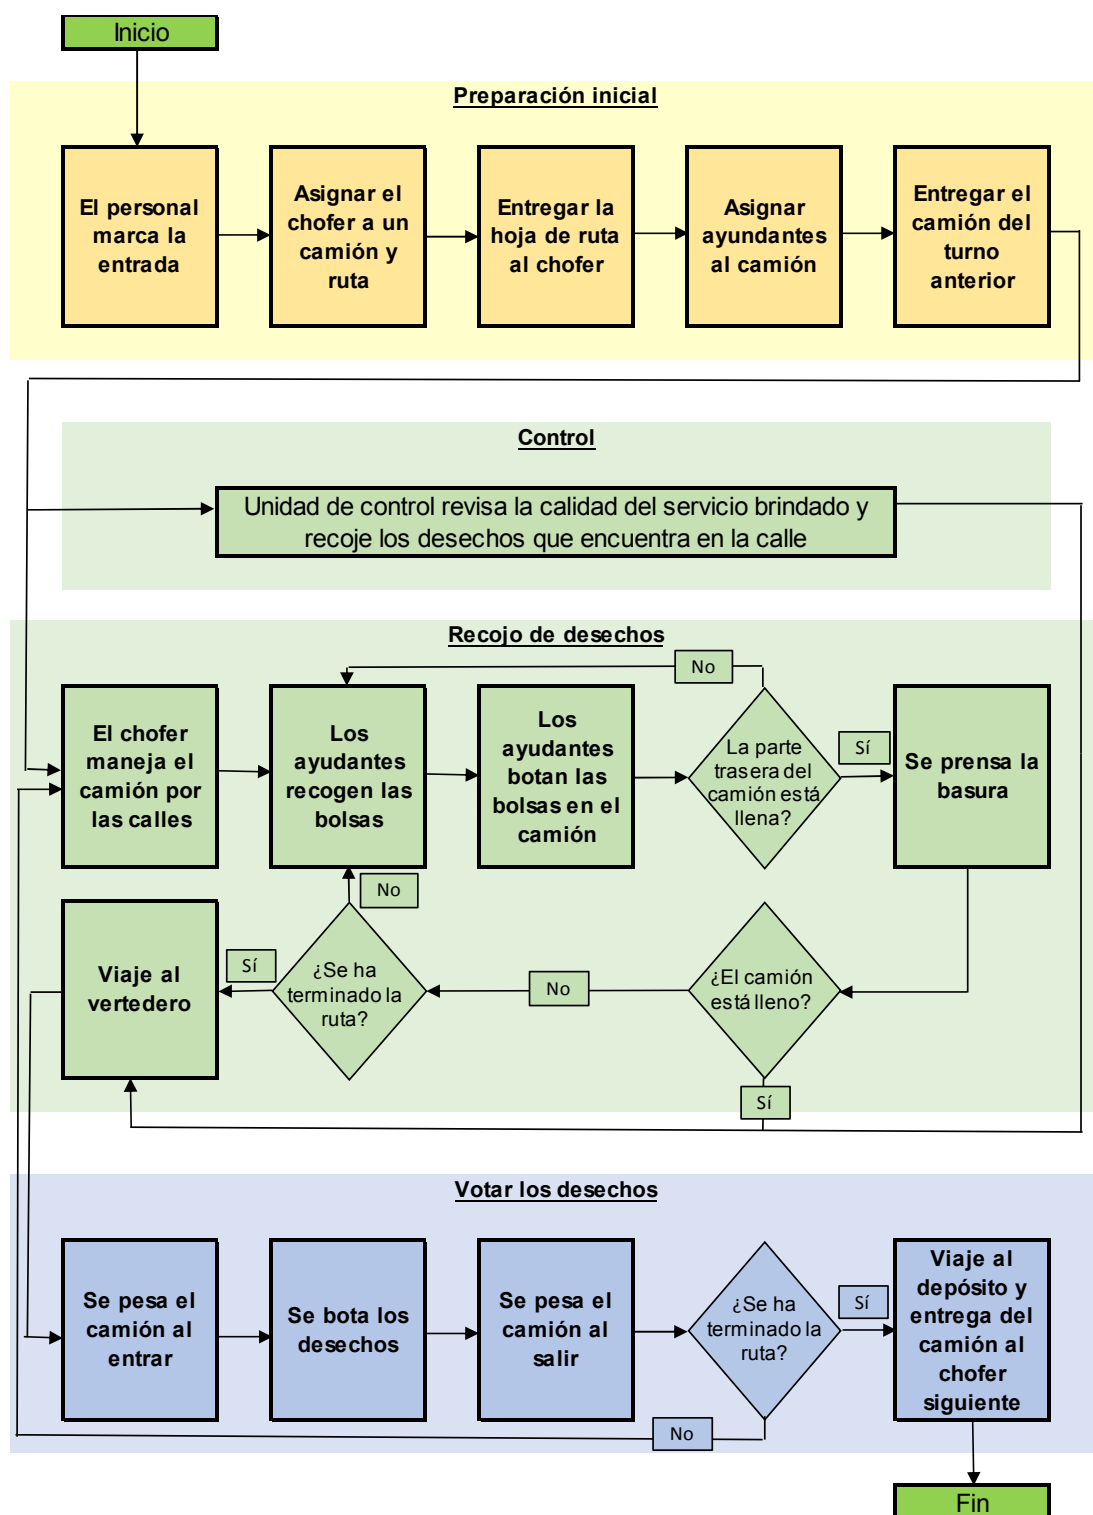 Inicio
Preparación inicial
El personal
marca la
entrada
Asignar el
chofer a un
camión y
ruta
Entregar la
hoja de ruta
al chofer
Asignar
ayundantes
al camión
Entregar el
camión del
turno
anterior
Control
Unidad de control revisa la calidad del servicio brindado y
recoje los desechos que encuentra en la calle
Recojo de desechos
No
El chofer
maneja el
camión por
las calles
Los
ayudantes
recogen las
bolsas
Los
ayudantes
botan las
bolsas en el
camión
La parte
trasera del
camión está
llena?
Sí
Se prensa la
basura
No
Viaje al
vertedero
Sí
¿Se ha
terminado la
ruta?
No
¿El camión
está lleno?
Sí
Votar los desechos
Se pesa el
camión al
entrar
Se bota los
desechos
Se pesa el
camión al
salir
¿Se ha
terminado la
ruta?
Sí
Viaje al
depósito y
entrega del
camión al
chofer
siguiente
No
Fin